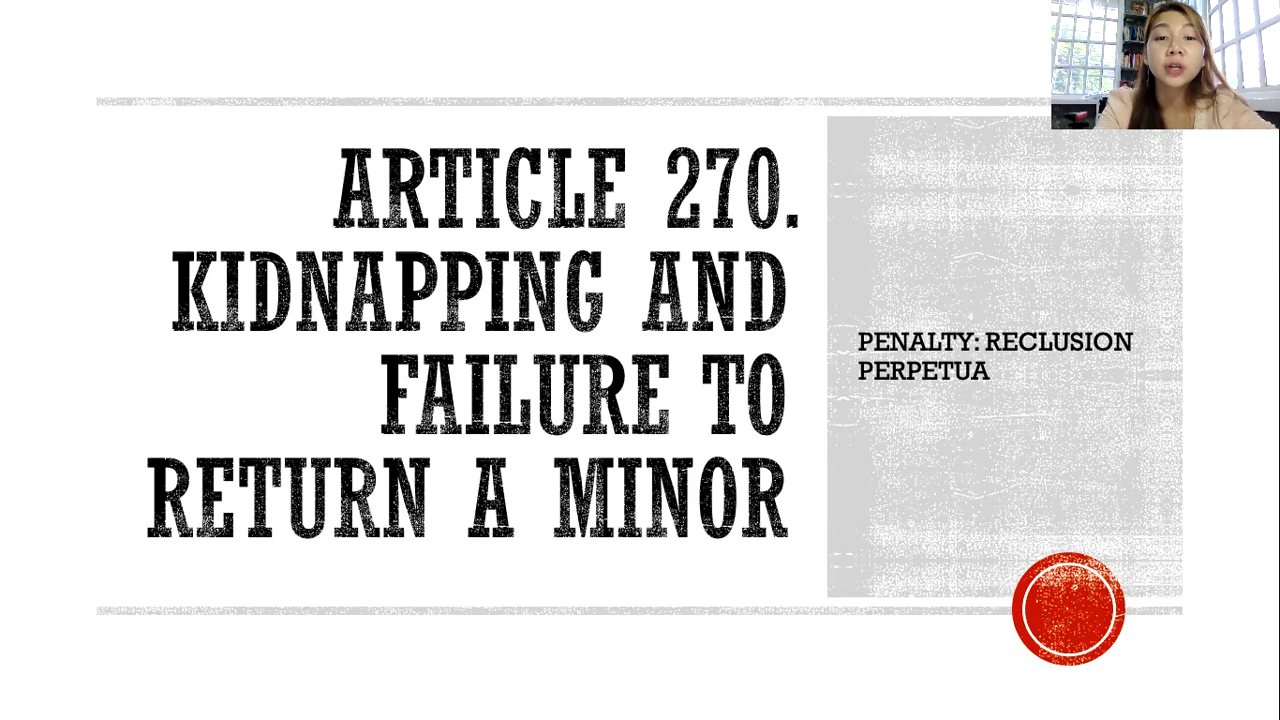 ARTICLE 270.
KIDNAPPING AND
FAILURE TO
RETURN A MINOR
PENALTY: RECLUSION
PERPETUA